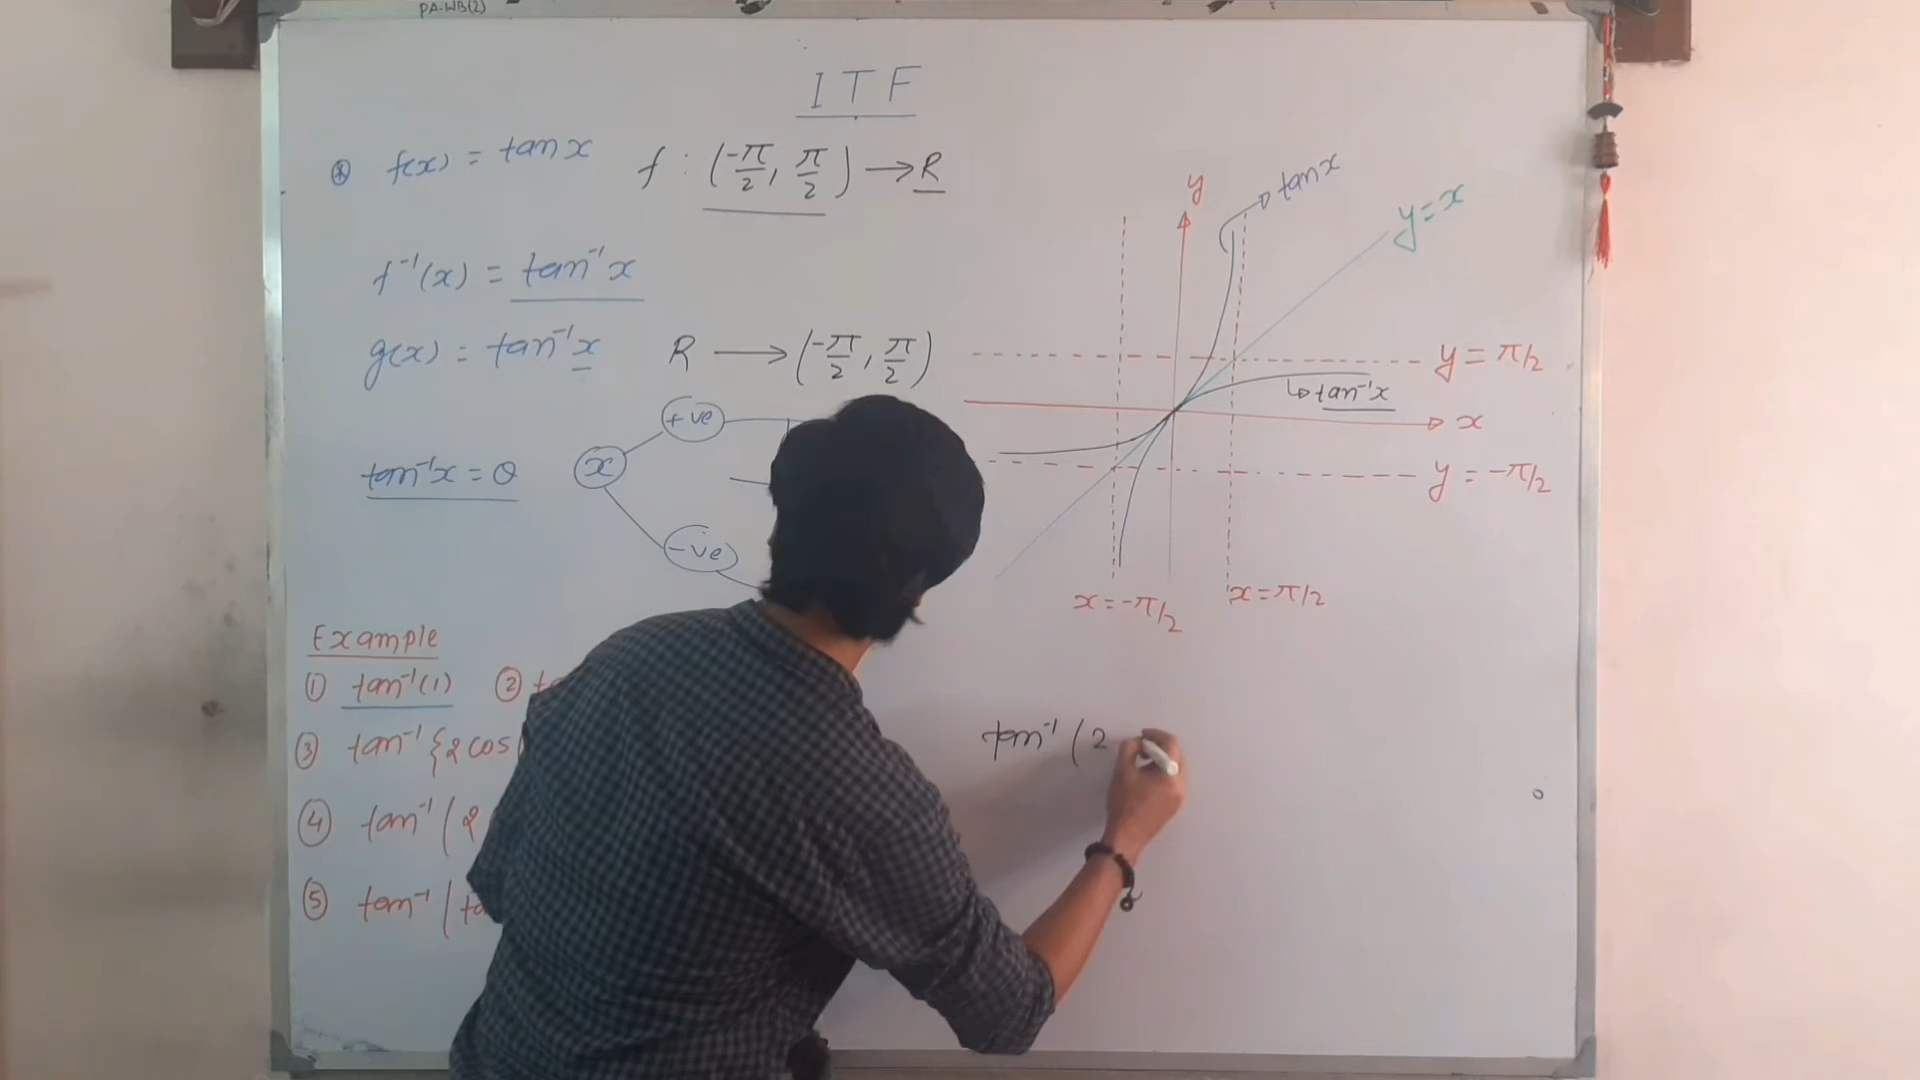 PA-WB(2)
ITF
f(x) = tan x f : (-π/2, π/2) → R
f⁻¹(x) = tan⁻¹x
g(x) = tan⁻¹x R → (-π/2, π/2)
tan⁻¹x = θ
x
+ve
-ve
y
tan x
y = x
y = π/2
tan⁻¹x
x
y = -π/2
x = -π/2
x = π/2
Example
① tan⁻¹(1) ②
③ tan⁻¹{2cos
④ tan⁻¹(2
⑤ tan⁻¹(ta
tan⁻¹(2